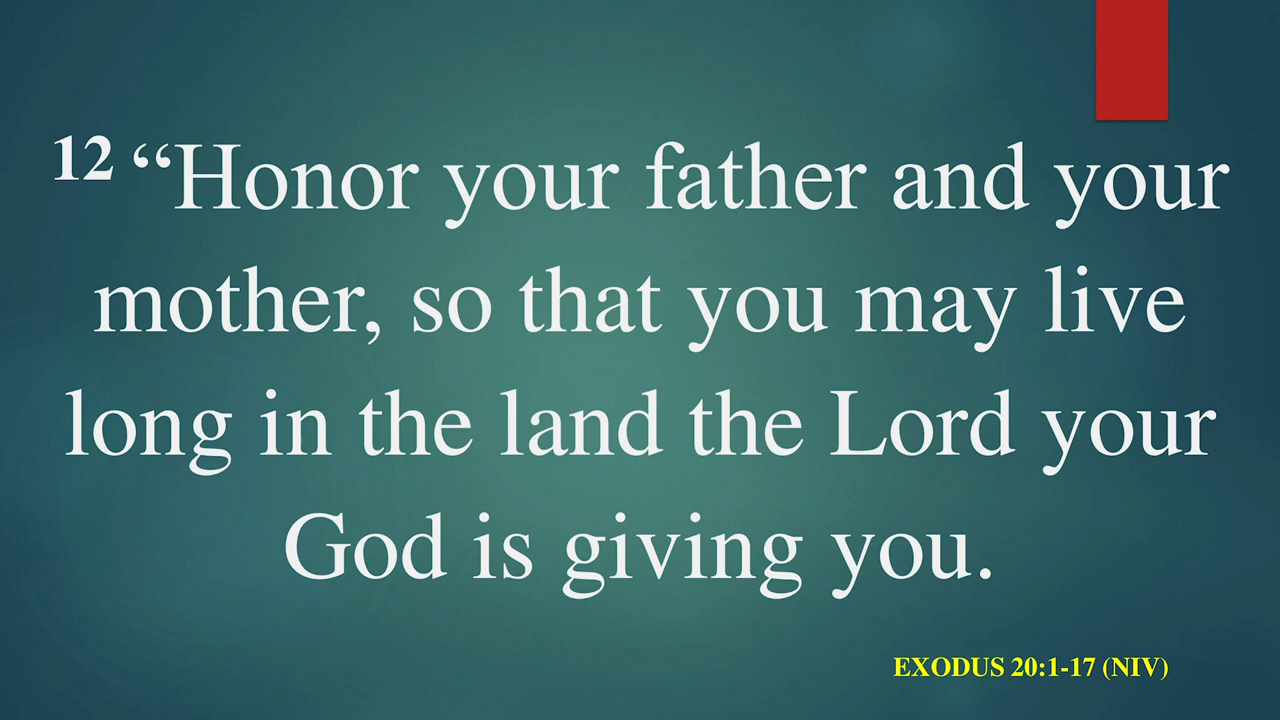 12 “Honor your father and your
mother, so that you may live
long in the land the Lord your
God is giving you.
EXODUS 20:1-17 (NIV)